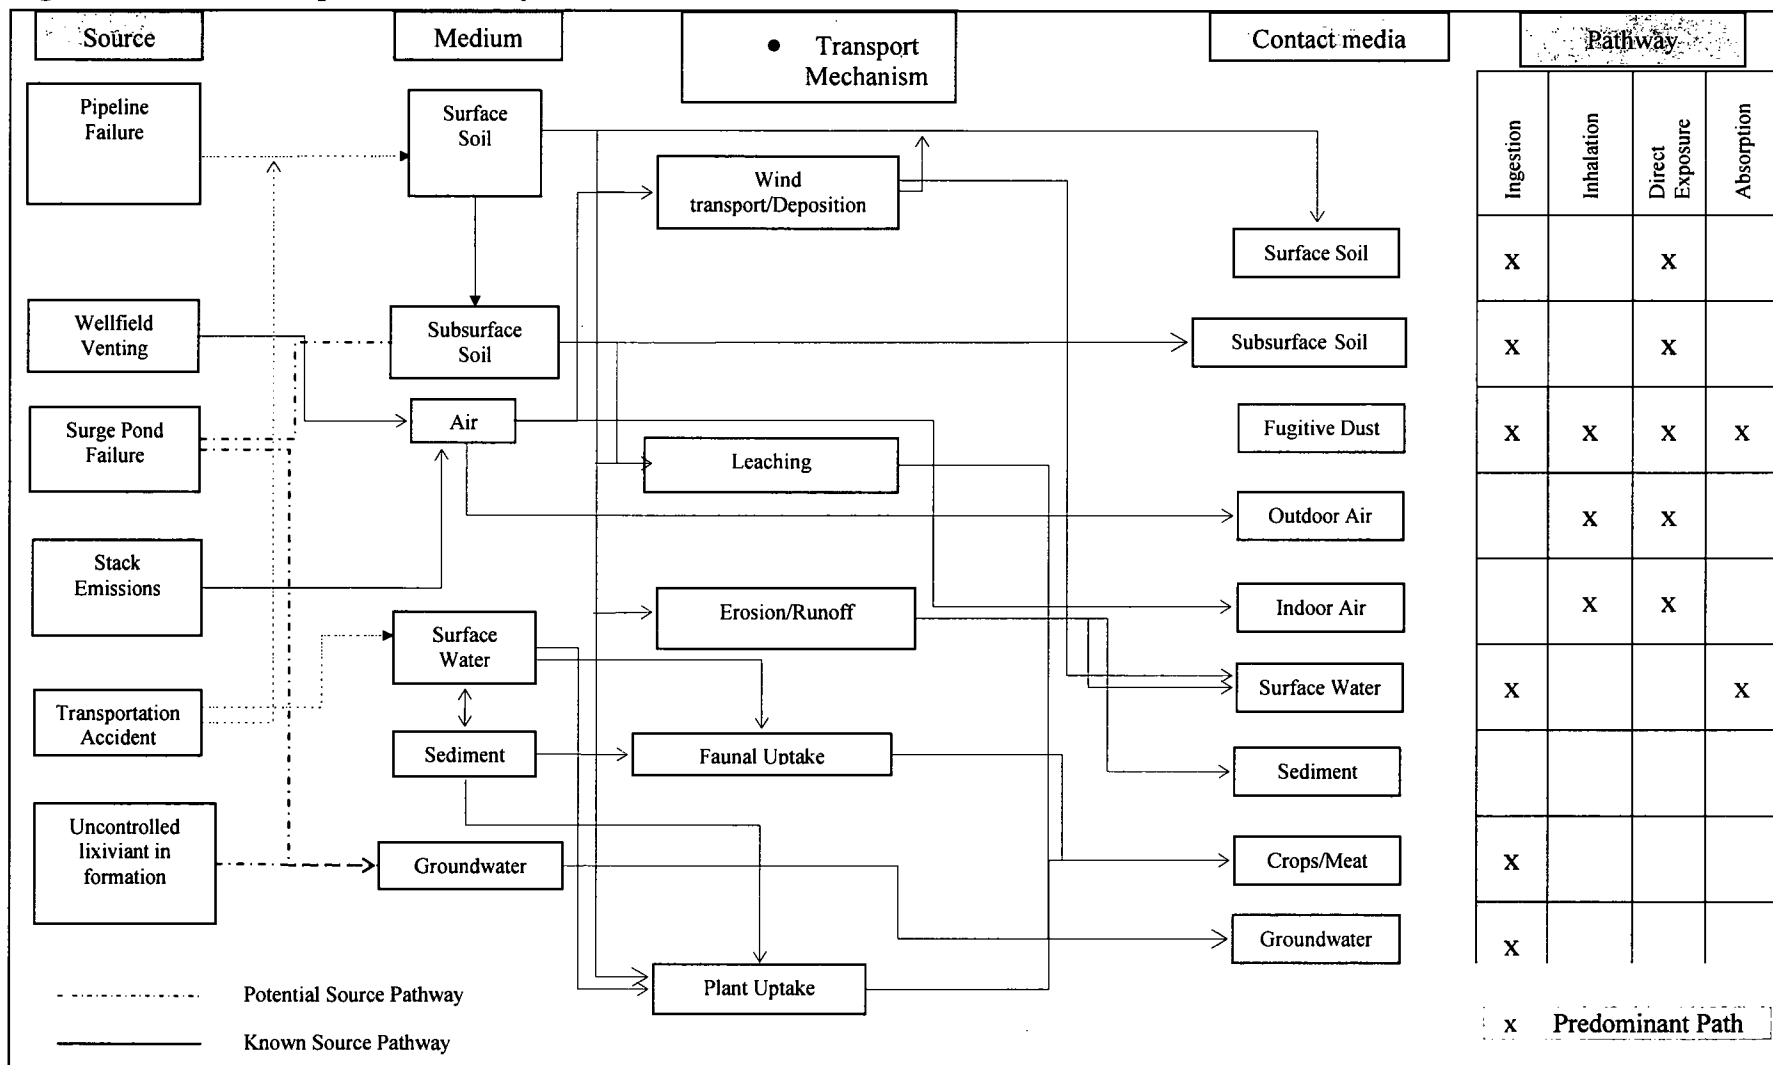 Source
Medium
• Transport
Mechanism
Contact media
Pathway
Pipeline
Failure
Surface
Soil
Wind
transport/Deposition
Ingestion
Inhalation
Direct
Exposure
Absorption
Surface Soil
x x
Wellfield
Venting
Subsurface
Soil
Subsurface Soil
x x
Surge Pond
Failure
Air
Leaching
Fugitive Dust
x x x x
Outdoor Air
x x
Stack
Emissions
Erosion/Runoff
Indoor Air
x x
Surface
Water
Surface Water
x x
Transportation
Accident
Sediment
Faunal Uptake
Sediment
Uncontrolled
lixiviant in
formation
Groundwater
Crops/Meat
x
Groundwater
x
Plant Uptake
Potential Source Pathway
Known Source Pathway
x Predominant Path